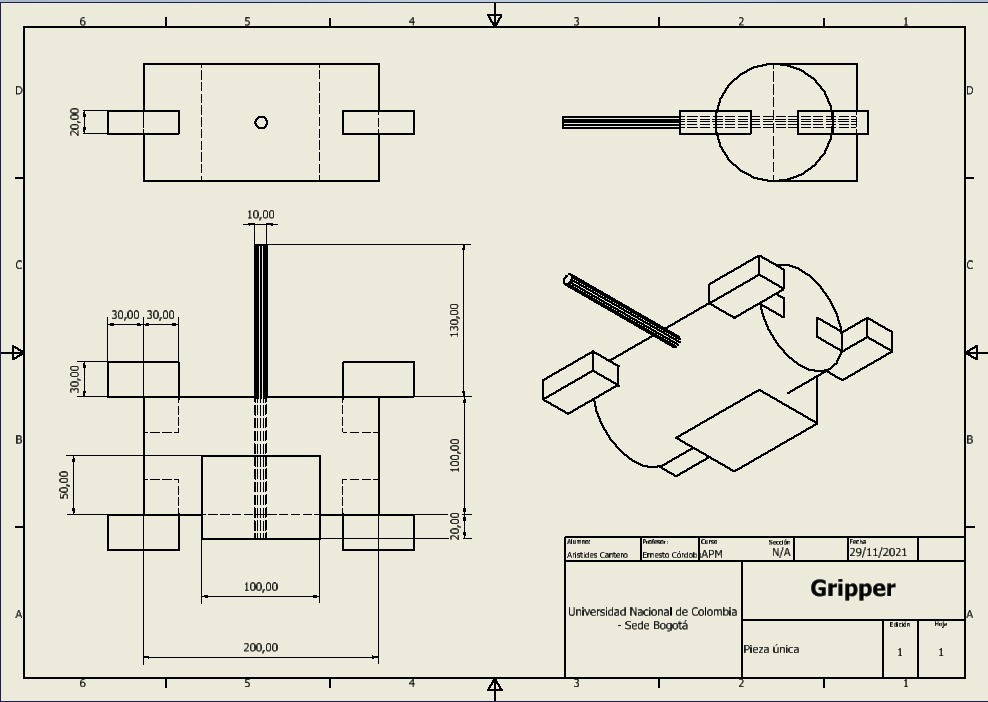 6 5 4 3 2 1
D D
20,00
10,00
C C
30,00 30,00
130,00
30,00
B B
100,00
50,00
20,00
100,00
200,00
Alumno: Profesor: Curso Sección Fecha
Aristides Cantero Ernesto Córdob APM N/A 29/11/2021
Gripper
A A
Universidad Nacional de Colombia
- Sede Bogotá
Edición Hoja
Pieza única 1 1
6 5 4 3 2 1